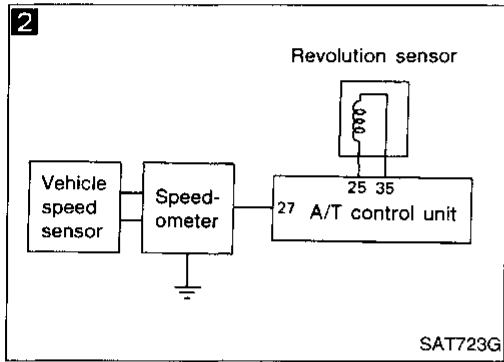 2
Revolution sensor
25 35
Vehicle
speed
sensor
Speed-
ometer
27 A/T control unit
SAT723G